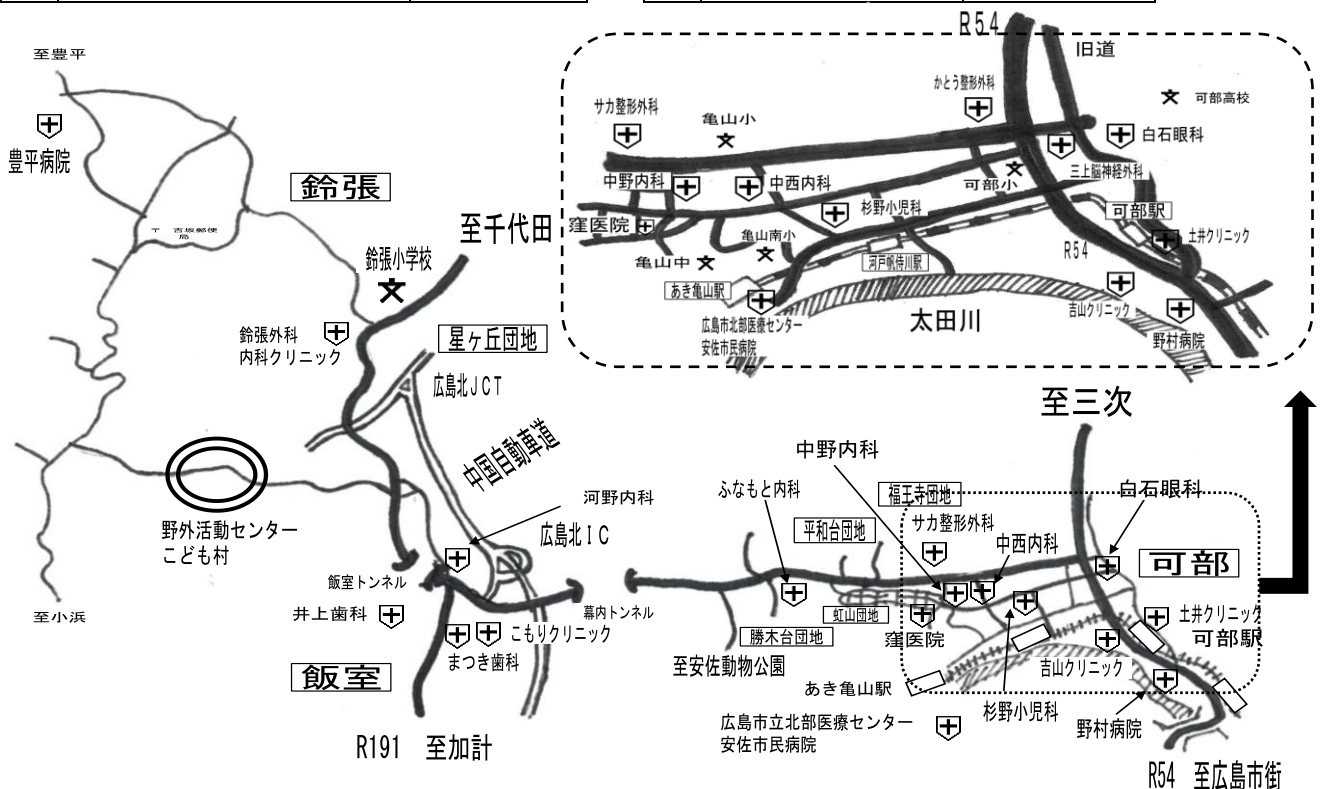 至豊平
豊平病院
鈴張
〒 吉坂郵便
局
至千代田
鈴張小学校
鈴張外科
内科クリニック
星ヶ丘団地
広島北JCT
中国自動車道
野外活動センター
こども村
河野内科
広島北IC
飯室トンネル
幕内トンネル
井上歯科
こもりクリニック
まつき歯科
飯室
至小浜
R191 至加計
R54
旧道
かとう整形外科
可部高校
サカ整形外科
亀山小
白石眼科
三上脳神経外科
中野内科
中西内科
可部小
杉野小児科
可部駅
窪医院
亀山南小
土井クリニック
亀山中
河戸帆待川駅
R54
あき亀山駅
吉山クリニック
広島市北部医療センター
安佐市民病院
太田川
野村病院
至三次
中野内科
ふなもと内科
福王寺団地
白石眼科
平和台団地
サカ整形外科
中西内科
可部
虹山団地
窪医院
土井クリニック
可部駅
勝木台団地
至安佐動物公園
吉山クリニック
あき亀山駅
杉野小児科
野村病院
広島市立北部医療センター
安佐市民病院
R54 至広島市街